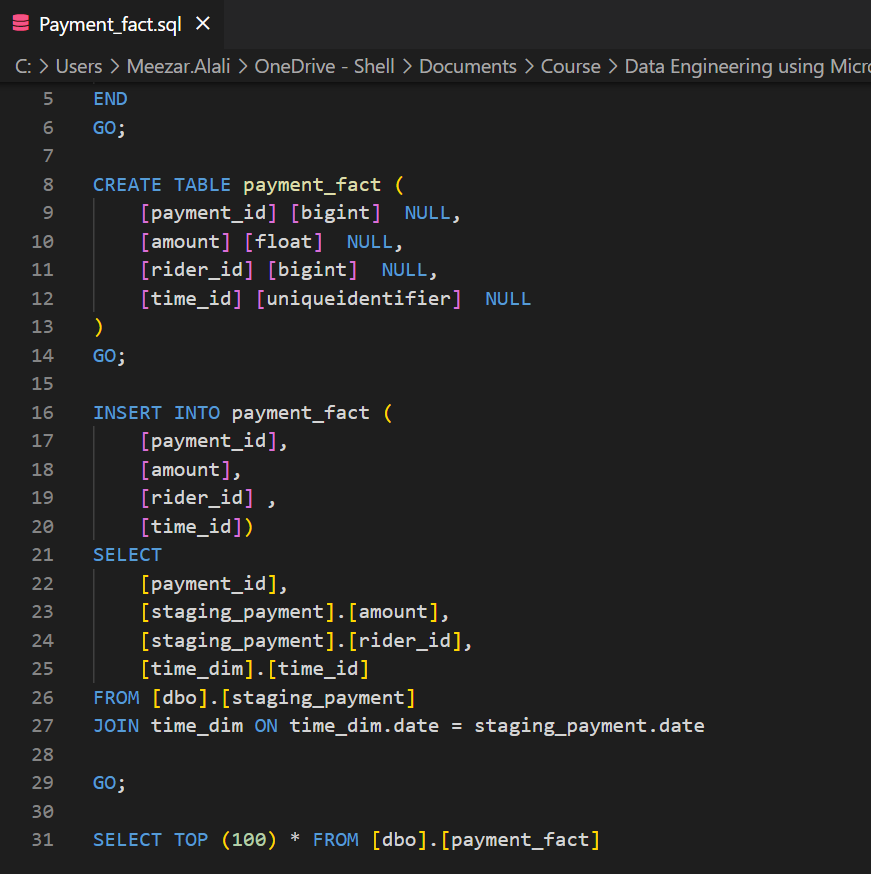 Payment_fact.sql
C: > Users > Meezar.Alali > OneDrive - Shell > Documents > Course > Data Engineering using Micro
5 END
6 GO;
7
8 CREATE TABLE payment_fact (
9 [payment_id] [bigint]  NULL,
10 [amount] [float]  NULL,
11 [rider_id] [bigint]  NULL,
12 [time_id] [uniqueidentifier]  NULL
13 )
14 GO;
15
16 INSERT INTO payment_fact (
17 [payment_id],
18 [amount],
19 [rider_id] ,
20 [time_id])
21 SELECT
22 [payment_id],
23 [staging_payment].[amount],
24 [staging_payment].[rider_id],
25 [time_dim].[time_id]
26 FROM [dbo].[staging_payment]
27 JOIN time_dim ON time_dim.date = staging_payment.date
28
29 GO;
30
31 SELECT TOP (100) * FROM [dbo].[payment_fact]